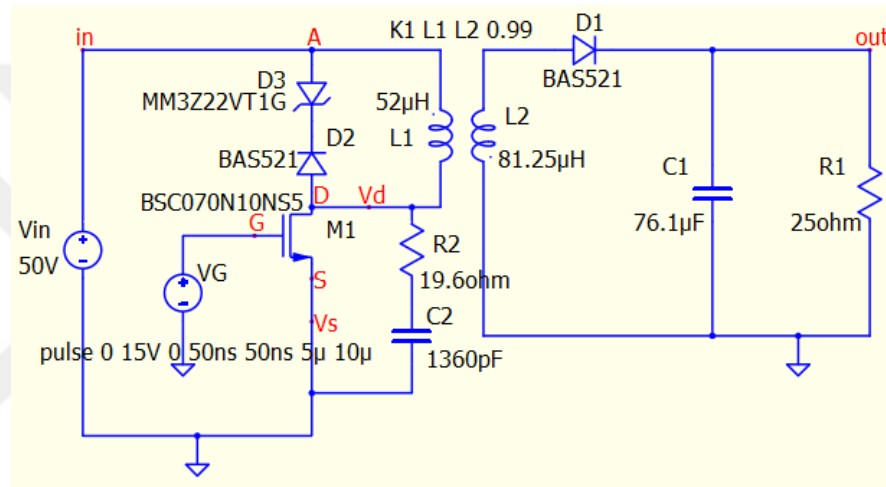 in
A
K1 L1 L2 0.99
D1
out
BAS521
D3
MM3Z22VT1G
52µH
L1
L2
81.25µH
D2
BAS521
D
Vd
BSC070N10NS5
G
M1
C1
76.1µF
R1
25ohm
Vin
50V
VG
R2
19.6ohm
S
Vs
C2
1360pF
pulse 0 15V 0 50ns 50ns 5µ 10µ